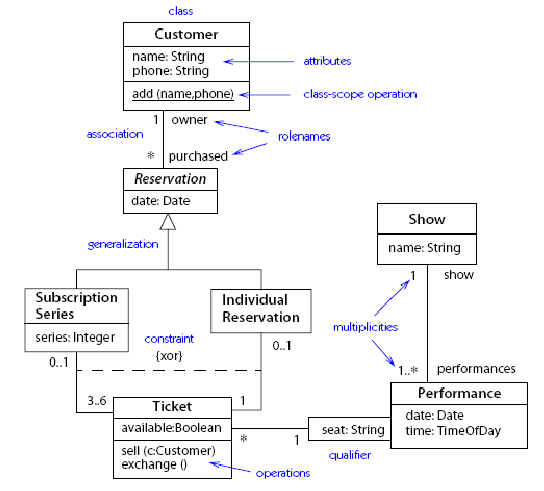 class
Customer
name: String
phone: String
attributes
add (name,phone)
class-scope operation
1 owner
association
rolenames
* purchased
Reservation
date: Date
generalization
Show
name: String
1 show
Subscription
Series
series: Integer
Individual
Reservation
multiplicities
constraint
{xor}
0..1
0..1
1..*
performances
3..6
1
Ticket
available:Boolean
sell (c:Customer)
exchange ()
operations
*
1
seat: String
qualifier
Performance
date: Date
time: TimeOfDay